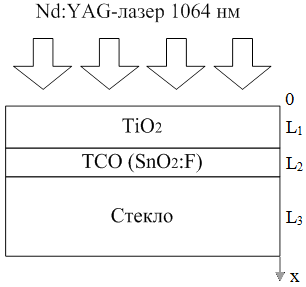 Nd:YAG-лазер 1064 нм
0
TiO₂
L₁
TCO (SnO₂:F)
L₂
Стекло
L₃
x